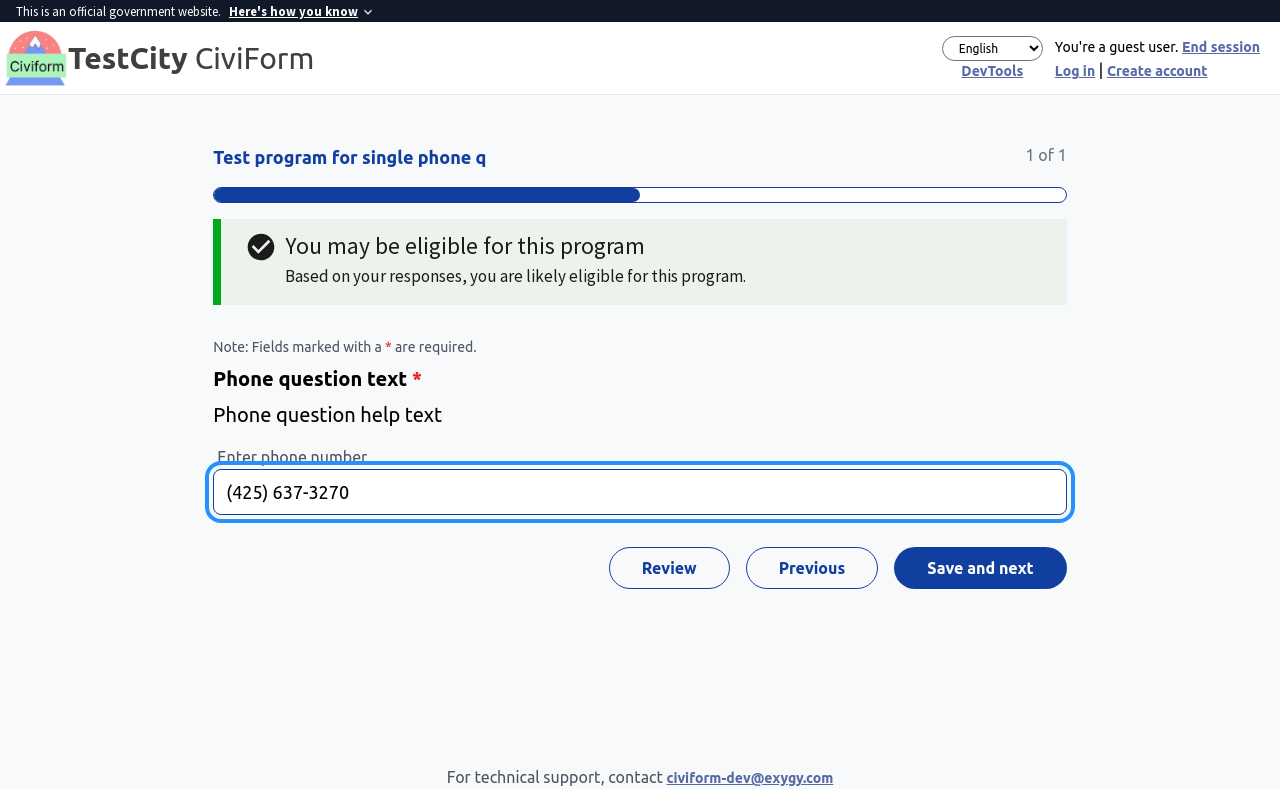 This is an official government website. Here's how you know
Civiform
TestCity CiviForm
English
You're a guest user. End session
DevTools
Log in | Create account
Test program for single phone q
1 of 1
You may be eligible for this program
Based on your responses, you are likely eligible for this program.
Note: Fields marked with a * are required.
Phone question text *
Phone question help text
Enter phone number
(425) 637-3270
Review
Previous
Save and next
For technical support, contact civiform-dev@exygy.com